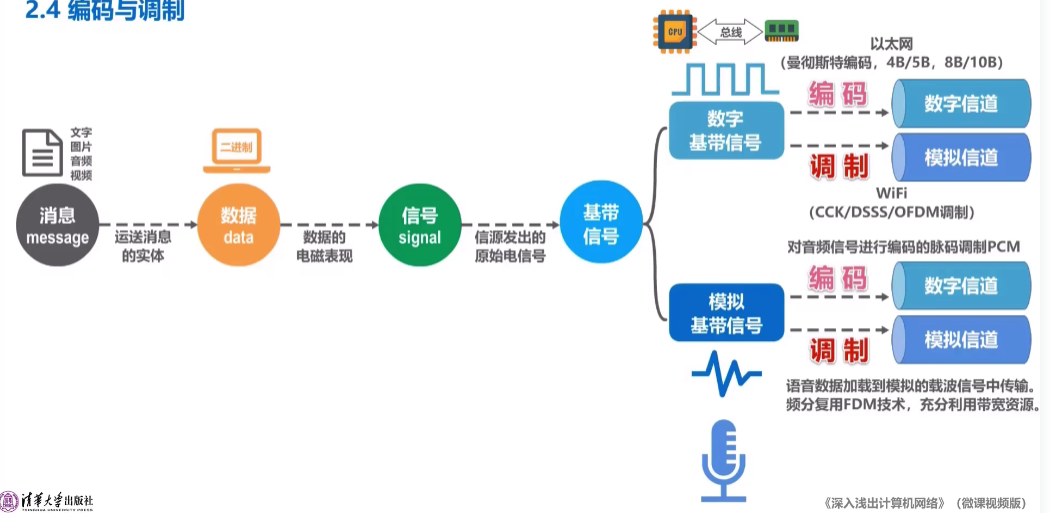 2.4 编码与调制
文字
图片
音频
视频
消息
message
运送消息
的实体
二进制
数据
data
数据的
电磁表现
信号
signal
信源发出的
原始电信号
基带
信号
CPU
总线
数字
基带信号
以太网
（曼彻斯特编码，4B/5B，8B/10B）
编 码
数字信道
调 制
模拟信道
WiFi
（CCK/DSSS/OFDM调制）
模拟
基带信号
对音频信号进行编码的脉码调制PCM
编 码
数字信道
调 制
模拟信道
语音数据加载到模拟的载波信号中传输。
频分复用FDM技术，充分利用带宽资源。
清华大学出版社
TSINGHUA UNIVERSITY PRESS
《深入浅出计算机网络》（微课视频版）